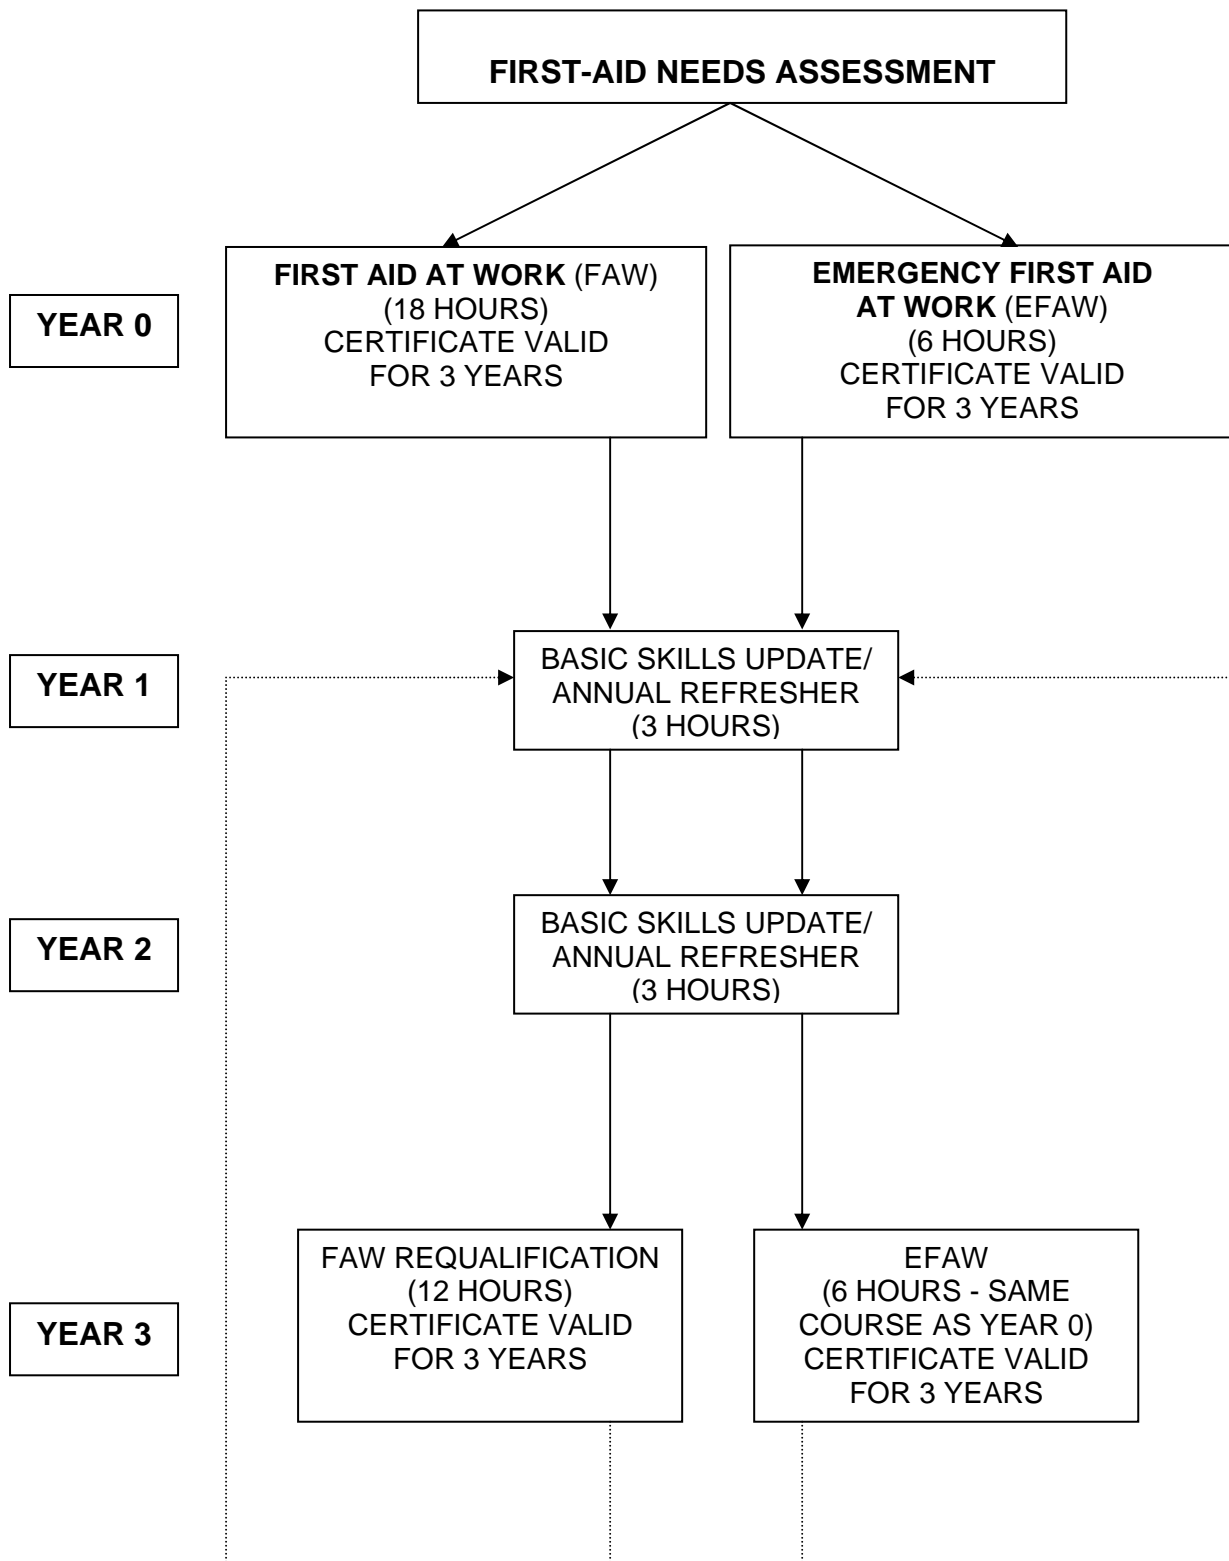 FIRST-AID NEEDS ASSESSMENT
YEAR 0
FIRST AID AT WORK (FAW)
(18 HOURS)
CERTIFICATE VALID
FOR 3 YEARS
EMERGENCY FIRST AID
AT WORK (EFAW)
(6 HOURS)
CERTIFICATE VALID
FOR 3 YEARS
YEAR 1
BASIC SKILLS UPDATE/
ANNUAL REFRESHER
(3 HOURS)
YEAR 2
BASIC SKILLS UPDATE/
ANNUAL REFRESHER
(3 HOURS)
YEAR 3
FAW REQUALIFICATION
(12 HOURS)
CERTIFICATE VALID
FOR 3 YEARS
EFAW
(6 HOURS - SAME
COURSE AS YEAR 0)
CERTIFICATE VALID
FOR 3 YEARS